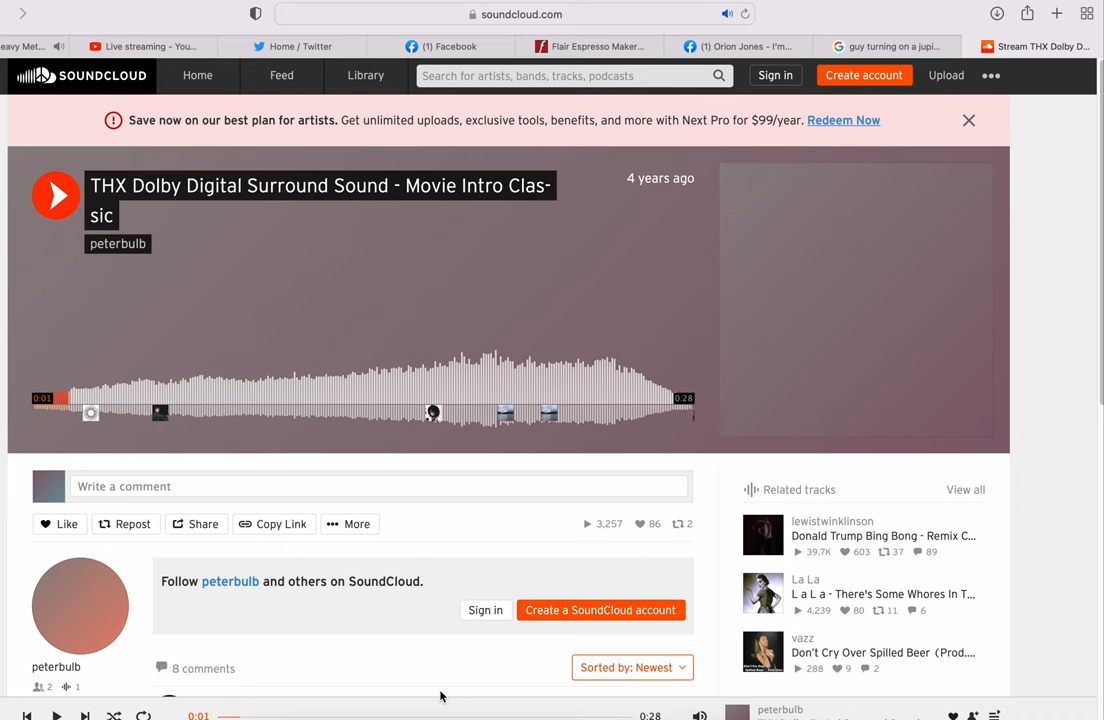 soundcloud.com
eavy Met...
Live streaming - You...
Home / Twitter
(1) Facebook
Flair Espresso Maker...
(1) Orion Jones - I'm...
guy turning on a jupi...
Stream THX Dolby D...
SOUNDCLOUD
Home
Feed
Library
Search for artists, bands, tracks, podcasts
Sign in
Create account
Upload
Save now on our best plan for artists. Get unlimited uploads, exclusive tools, benefits, and more with Next Pro for $99/year. Redeem Now
THX Dolby Digital Surround Sound - Movie Intro Clas-
sic
4 years ago
peterbulb
0:01
0:28
Write a comment
Like
Repost
Share
Copy Link
More
3,257
86
2
Follow peterbulb and others on SoundCloud.
Sign in
Create a SoundCloud account
peterbulb
2
1
8 comments
Sorted by: Newest
Related tracks
View all
lewistwinklinson
Donald Trump Bing Bong - Remix C...
39.7K
603
37
89
La La
L a L a - There's Some Whores In T...
4,239
80
11
6
vazz
Don't Cry Over Spilled Beer (Prod....
288
9
2
0:01
0:28
peterbulb